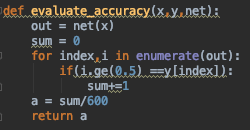 def evaluate_accuracy(x,y,net):
    out = net(x)
    sum = 0
    for index,i in enumerate(out):
        if(i.ge(0.5) ==y[index]):
            sum+=1
    a = sum/600
    return a